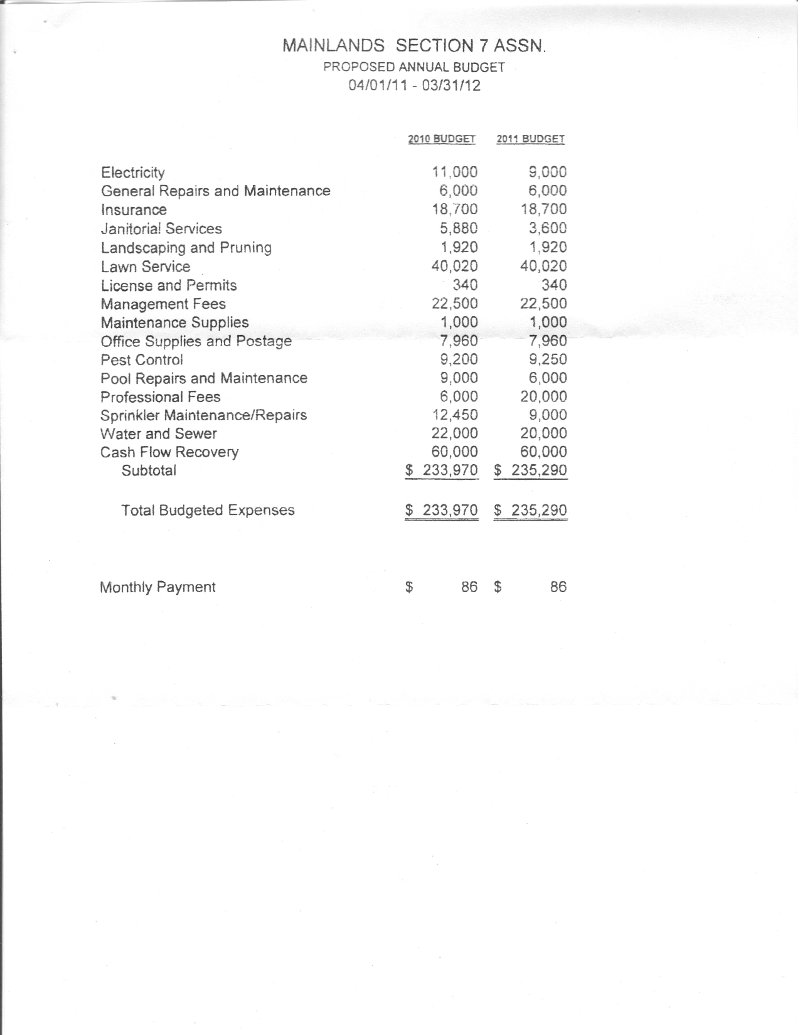 MAINLANDS SECTION 7 ASSN.
PROPOSED ANNUAL BUDGET
04/01/11 - 03/31/12
2010 BUDGET 2011 BUDGET
Electricity 11,000 9,000
General Repairs and Maintenance 6,000 6,000
Insurance 18,700 18,700
Janitorial Services 5,880 3,600
Landscaping and Pruning 1,920 1,920
Lawn Service 40,020 40,020
License and Permits 340 340
Management Fees 22,500 22,500
Maintenance Supplies 1,000 1,000
Office Supplies and Postage 7,960 7,960
Pest Control 9,200 9,250
Pool Repairs and Maintenance 9,000 6,000
Professional Fees 6,000 20,000
Sprinkler Maintenance/Repairs 12,450 9,000
Water and Sewer 22,000 20,000
Cash Flow Recovery 60,000 60,000
Subtotal $ 233,970 $ 235,290
Total Budgeted Expenses $ 233,970 $ 235,290
Monthly Payment $ 86 $ 86